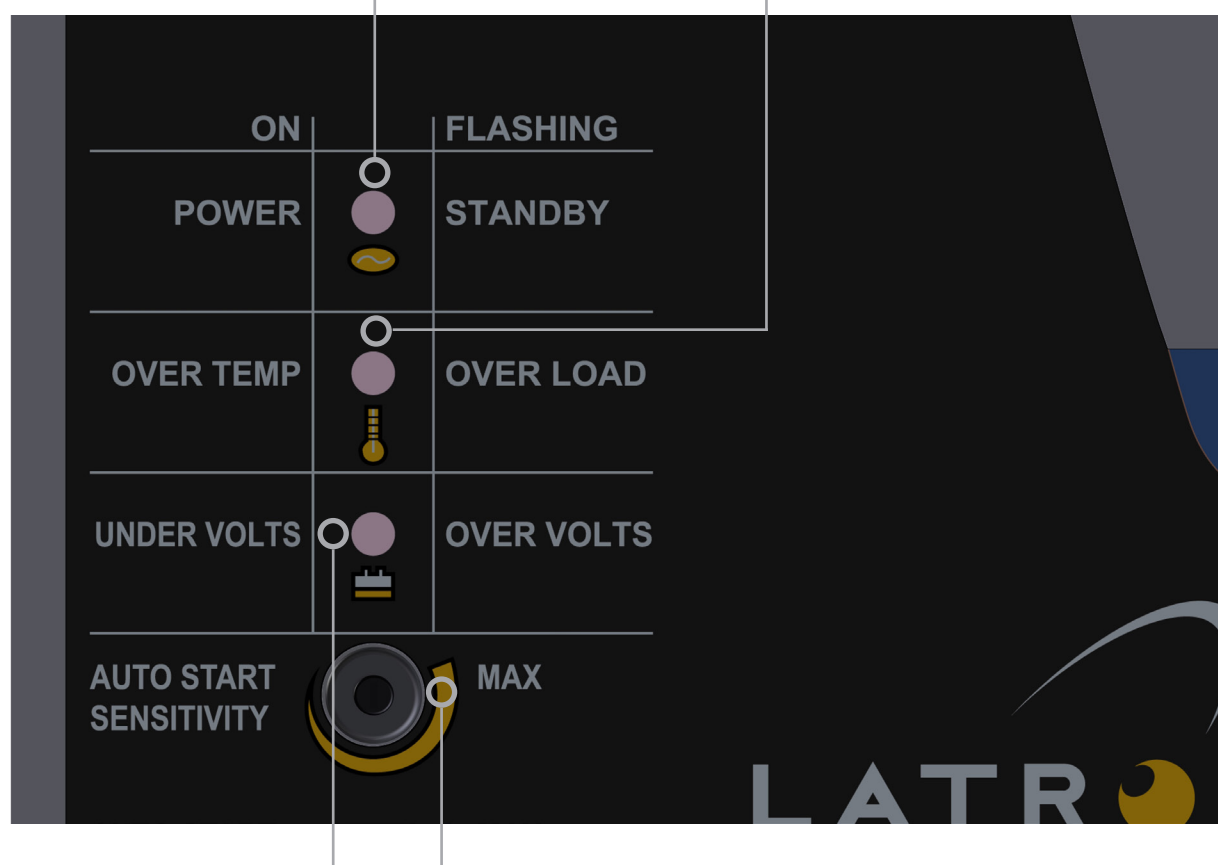 ON FLASHING
POWER STANDBY
OVER TEMP OVER LOAD
UNDER VOLTS OVER VOLTS
AUTO START MAX
SENSITIVITY
LATR